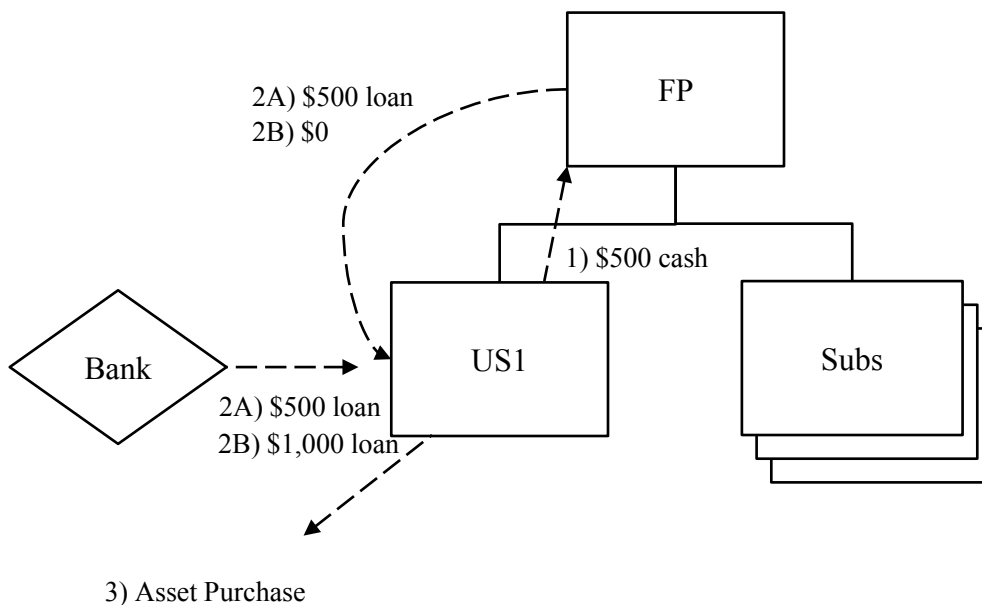 FP
2A) $500 loan
2B) $0
1) $500 cash
Bank
US1
Subs
2A) $500 loan
2B) $1,000 loan
3) Asset Purchase